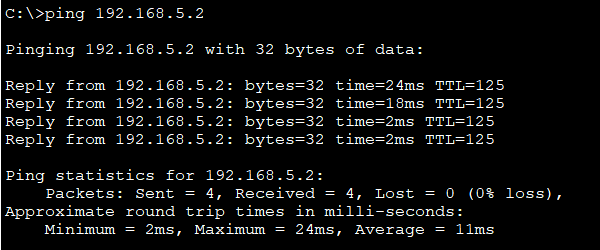 C:\>ping 192.168.5.2
Pinging 192.168.5.2 with 32 bytes of data:
Reply from 192.168.5.2: bytes=32 time=24ms TTL=125
Reply from 192.168.5.2: bytes=32 time=18ms TTL=125
Reply from 192.168.5.2: bytes=32 time=2ms TTL=125
Reply from 192.168.5.2: bytes=32 time=2ms TTL=125
Ping statistics for 192.168.5.2:
    Packets: Sent = 4, Received = 4, Lost = 0 (0% loss),
Approximate round trip times in milli-seconds:
    Minimum = 2ms, Maximum = 24ms, Average = 11ms